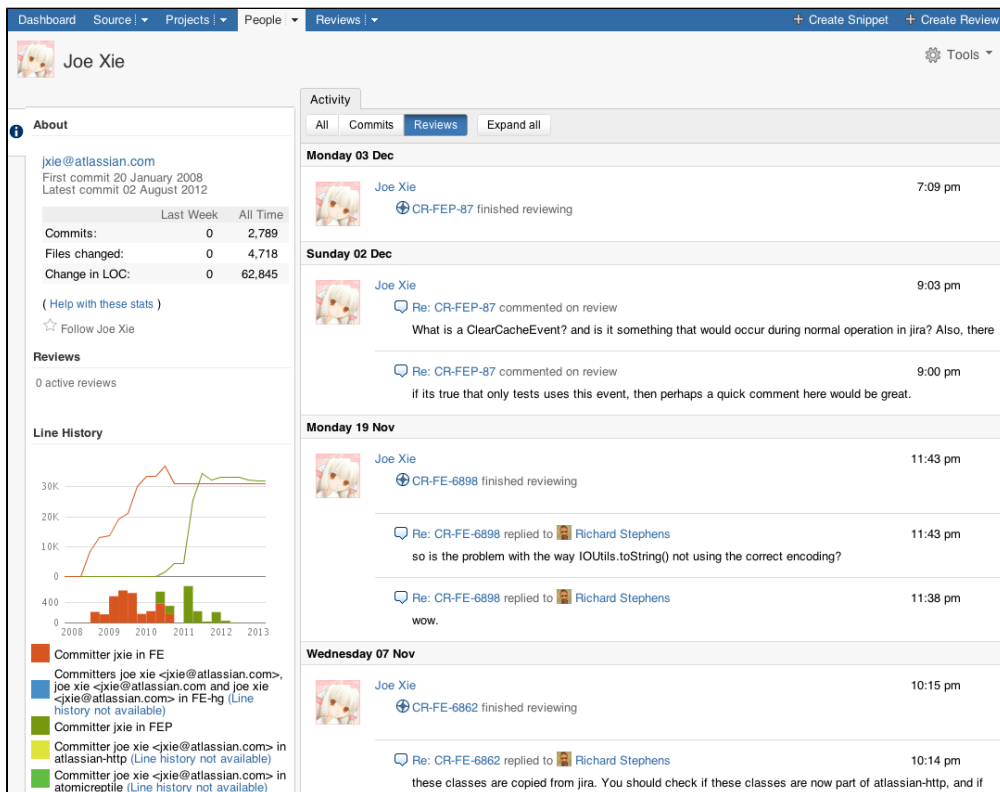 Dashboard Source Projects People Reviews + Create Snippet + Create Review
Joe Xie
Tools
About
jxie@atlassian.com
First commit 20 January 2008
Latest commit 02 August 2012
Last Week All Time
Commits: 0 2,789
Files changed: 0 4,718
Change in LOC: 0 62,845
( Help with these stats )
Follow Joe Xie
Reviews
0 active reviews
Line History
30K
20K
10K
0
400
0
2008 2009 2010 2011 2012 2013
Committer jxie in FE
Committers joe xie <jxie@atlassian.com>,
joe xie <jxie@atlassian.com and joe xie
<jxie@atlassian.com> in FE-hg (Line
history not available)
Committer jxie in FEP
Committer joe xie <jxie@atlassian.com> in
atlassian-http (Line history not available)
Committer joe xie <jxie@atlassian.com> in
atomicreptile (Line history not available)
Activity
All Commits Reviews Expand all
Monday 03 Dec
Joe Xie 7:09 pm
CR-FEP-87 finished reviewing
Sunday 02 Dec
Joe Xie 9:03 pm
Re: CR-FEP-87 commented on review
What is a ClearCacheEvent? and is it something that would occur during normal operation in jira? Also, there
Re: CR-FEP-87 commented on review 9:00 pm
if its true that only tests uses this event, then perhaps a quick comment here would be great.
Monday 19 Nov
Joe Xie 11:43 pm
CR-FE-6898 finished reviewing
Re: CR-FE-6898 replied to Richard Stephens 11:43 pm
so is the problem with the way IOUtils.toString() not using the correct encoding?
Re: CR-FE-6898 replied to Richard Stephens 11:38 pm
wow.
Wednesday 07 Nov
Joe Xie 10:15 pm
CR-FE-6862 finished reviewing
Re: CR-FE-6862 replied to Richard Stephens 10:14 pm
these classes are copied from jira. You should check if these classes are now part of atlassian-http, and if